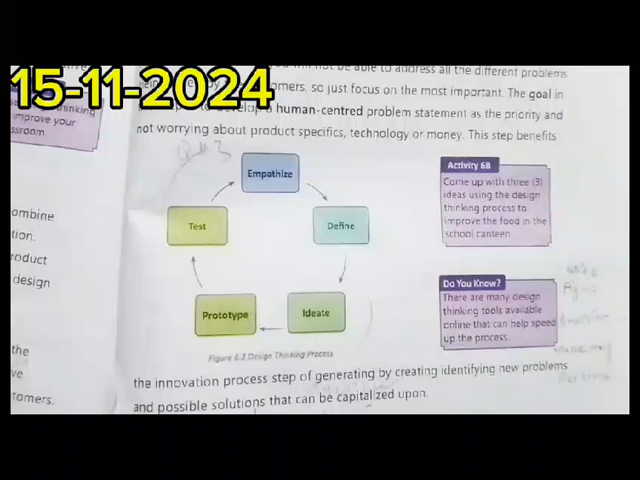 15-11-2024
be able to address all the different problems
omers, so just focus on the most important. The goal in
human-centred problem statement as the priority and
not worrying about product specifics, technology or money. This step benefits
thinking
improve your
ssroom.
ombine
tion.
roduct
design
the
ve
tomers.
Empathize
Define
Ideate
Prototype
Test
Figure 6.2 Design Thinking Process
Activity 6B
Come up with three (3)
ideas using the design
thinking process to
improve the food in the
school canteen.
Do You Know?
There are many design
thinking tools available
online that can help speed
up the process.
the innovation process step of generating by creating identifying new problems
and possible solutions that can be capitalized upon.